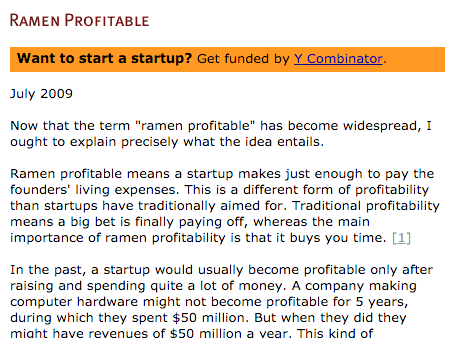 Ramen Profitable
Want to start a startup? Get funded by Y Combinator.
July 2009
Now that the term "ramen profitable" has become widespread, I
ought to explain precisely what the idea entails.
Ramen profitable means a startup makes just enough to pay the
founders' living expenses. This is a different form of profitability
than startups have traditionally aimed for. Traditional profitability
means a big bet is finally paying off, whereas the main
importance of ramen profitability is that it buys you time. [1]
In the past, a startup would usually become profitable only after
raising and spending quite a lot of money. A company making
computer hardware might not become profitable for 5 years,
during which they spent $50 million. But when they did they
might have revenues of $50 million a year. This kind of